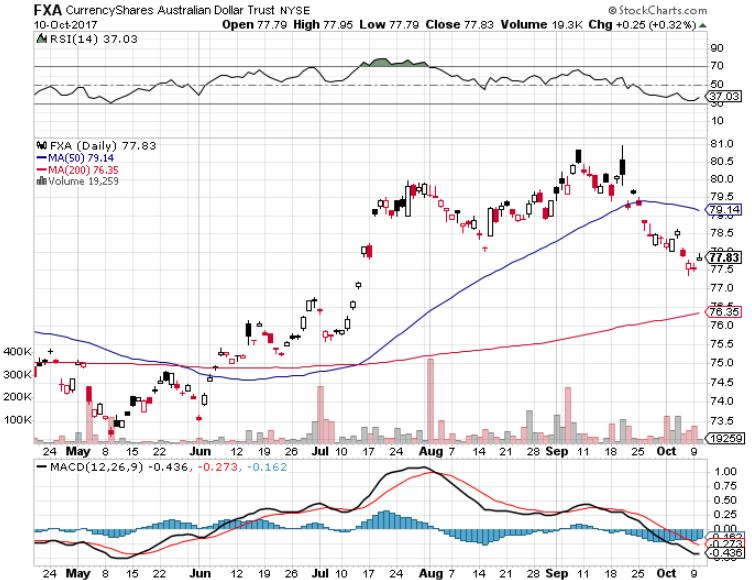 FXA CurrencyShares Australian Dollar Trust NYSE © StockCharts.com
10-Oct-2017 Open 77.79 High 77.95 Low 77.79 Close 77.83 Volume 19.3K Chg +0.25 (+0.32%)
RSI(14) 37.03
90
70
50
37.03
30
10
FXA (Daily) 77.83
MA(50) 79.14
MA(200) 76.35
Volume 19,259
81.0
80.5
80.0
79.5
79.14
78.5
78.0
77.83
77.5
77.0
76.5
76.35
76.0
75.5
75.0
74.5
74.0
73.5
400K
300K
200K
100K
19259
24 May 8 15 22 Jun 12 19 26 Jul 10 17 24 Aug 7 14 21 28 Sep 11 18 25 Oct 9
MACD(12,26,9) -0.436, -0.273, -0.162
1.00
0.75
0.50
0.25
0.00
-0.162
-0.273
-0.436
24 May 8 15 22 Jun 12 19 26 Jul 10 17 24 Aug 7 14 21 28 Sep 11 18 25 Oct 9